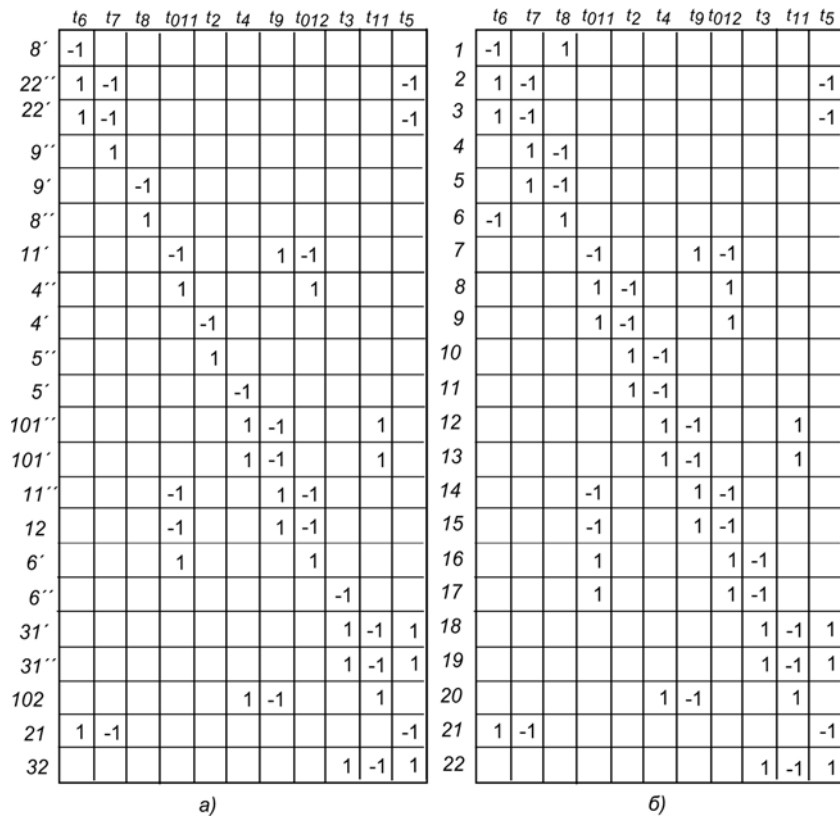 t6 t7 t8 t011 t2 t4 t9 t012 t3 t11 t5
8´ -1
22´´ 1 -1 -1
22´ 1 -1 -1
9´´ 1
9´ -1
8´´ 1
11´ -1 1 -1
4´´ 1 1
4´ -1
5´´ 1
5´ -1
101´´ 1 -1 1
101´ 1 -1 1
11´´ -1 1 -1
12 -1 1 -1
6´ 1 1
6´´ -1
31´ 1 -1 1
31´´ 1 -1 1
102 1 -1 1
21 1 -1 -1
32 1 -1 1
а)
t6 t7 t8 t011 t2 t4 t9 t012 t3 t11 t5
1 -1 1
2 1 -1 -1
3 1 -1 -1
4 1 -1
5 1 -1
6 -1 1
7 -1 1 -1
8 1 -1 1
9 1 -1 1
10 1 -1
11 1 -1
12 1 -1 1
13 1 -1 1
14 -1 1 -1
15 -1 1 -1
16 1 1 -1
17 1 1 -1
18 1 -1 1
19 1 -1 1
20 1 -1 1
21 1 -1 -1
22 1 -1 1
б)